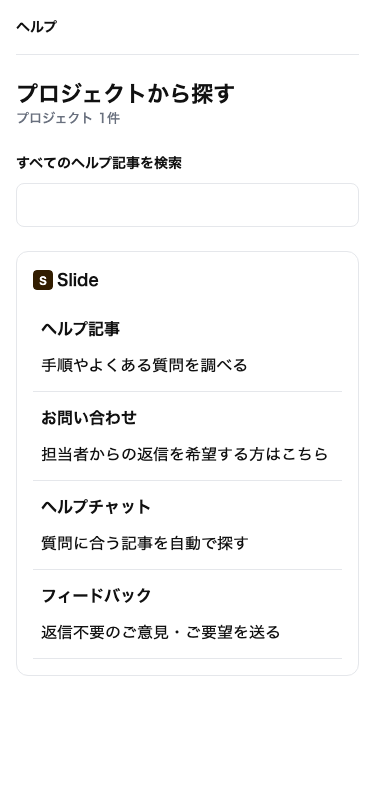 ヘルプ
プロジェクトから探す
プロジェクト 1件
すべてのヘルプ記事を検索
S Slide
ヘルプ記事
手順やよくある質問を調べる
お問い合わせ
担当者からの返信を希望する方はこちら
ヘルプチャット
質問に合う記事を自動で探す
フィードバック
返信不要のご意見・ご要望を送る